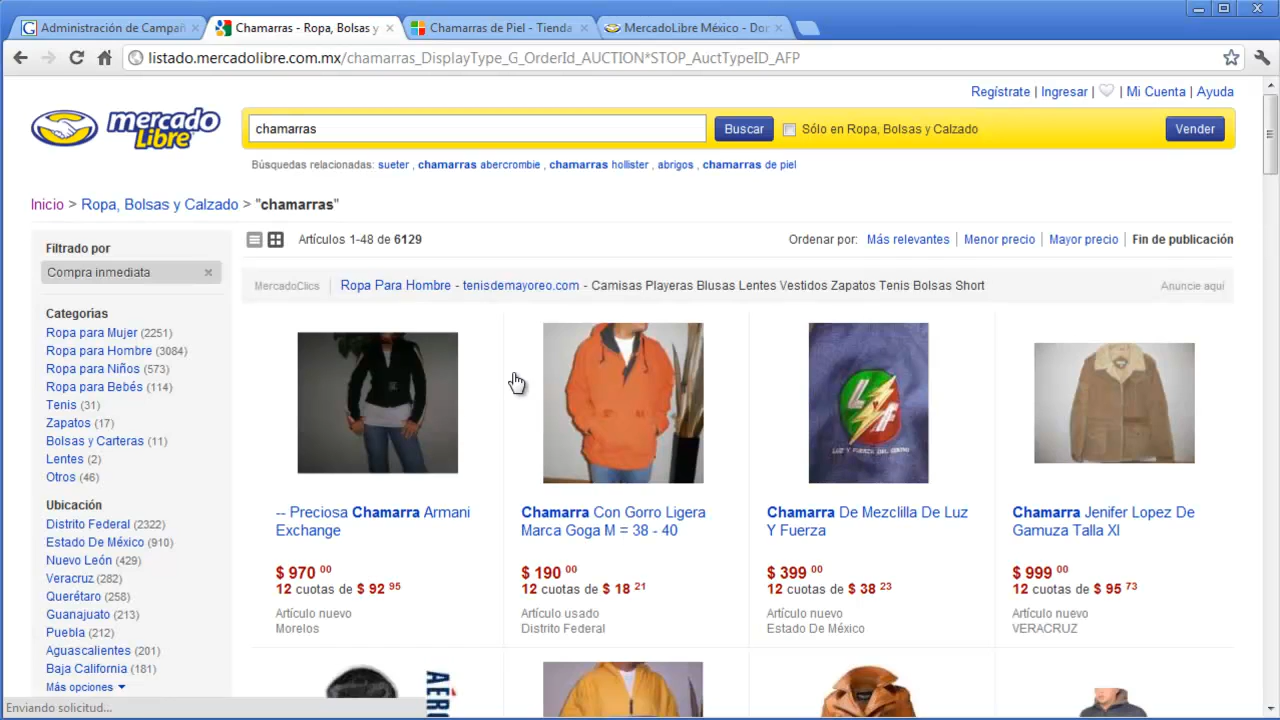 Administración de Campañ
Chamarras - Ropa, Bolsas y
Chamarras de Piel - Tienda
MercadoLibre México - Don
listado.mercadolibre.com.mx/chamarras_DisplayType_G_OrderId_AUCTION*STOP_AuctTypeID_AFP
Regístrate | Ingresar | | Mi Cuenta | Ayuda
mercado
libre
chamarras
Buscar
Sólo en Ropa, Bolsas y Calzado
Vender
Búsquedas relacionadas: sueter , chamarras abercrombie , chamarras hollister , abrigos , chamarras de piel
Inicio > Ropa, Bolsas y Calzado > "chamarras"
Filtrado por
Compra inmediata
Categorías
Ropa para Mujer (2251)
Ropa para Hombre (3084)
Ropa para Niños (573)
Ropa para Bebés (114)
Tenis (31)
Zapatos (17)
Bolsas y Carteras (11)
Lentes (2)
Otros (46)
Ubicación
Distrito Federal (2322)
Estado De México (910)
Nuevo León (429)
Veracruz (282)
Querétaro (258)
Guanajuato (213)
Puebla (212)
Aguascalientes (201)
Baja California (181)
Más opciones
Artículos 1-48 de 6129
Ordenar por: Más relevantes | Menor precio | Mayor precio | Fin de publicación
MercadoClics | Ropa Para Hombre - tenisdemayoreo.com - Camisas Playeras Blusas Lentes Vestidos Zapatos Tenis Bolsas Short
Anuncie aquí
-- Preciosa Chamarra Armani
Exchange
$ 970 00
12 cuotas de $ 92 95
Artículo nuevo
Morelos
Chamarra Con Gorro Ligera
Marca Goga M = 38 - 40
$ 190 00
12 cuotas de $ 18 21
Artículo usado
Distrito Federal
L Y F
LUZ Y FUERZA DEL CENTRO
Chamarra De Mezclilla De Luz
Y Fuerza
$ 399 00
12 cuotas de $ 38 23
Artículo nuevo
Estado De México
Chamarra Jenifer Lopez De
Gamuza Talla Xl
$ 999 00
12 cuotas de $ 95 73
Artículo nuevo
VERACRUZ
AÉRO
Enviando solicitud...